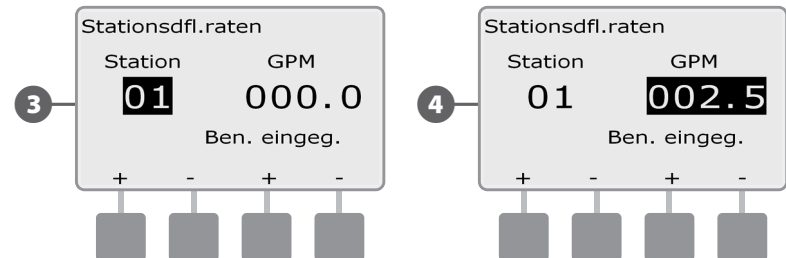 3
Stationsdfl.raten
Station GPM
01 000.0
Ben. eingeg.
+ - + -
4
Stationsdfl.raten
Station GPM
01 002.5
Ben. eingeg.
+ - + -